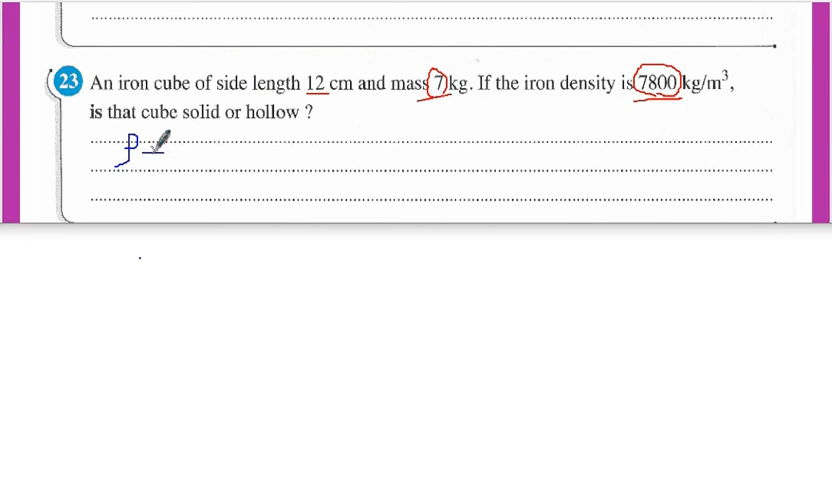 23 An iron cube of side length 12 cm and mass 7 kg. If the iron density is 7800 kg/m³,
is that cube solid or hollow ?
ρ =